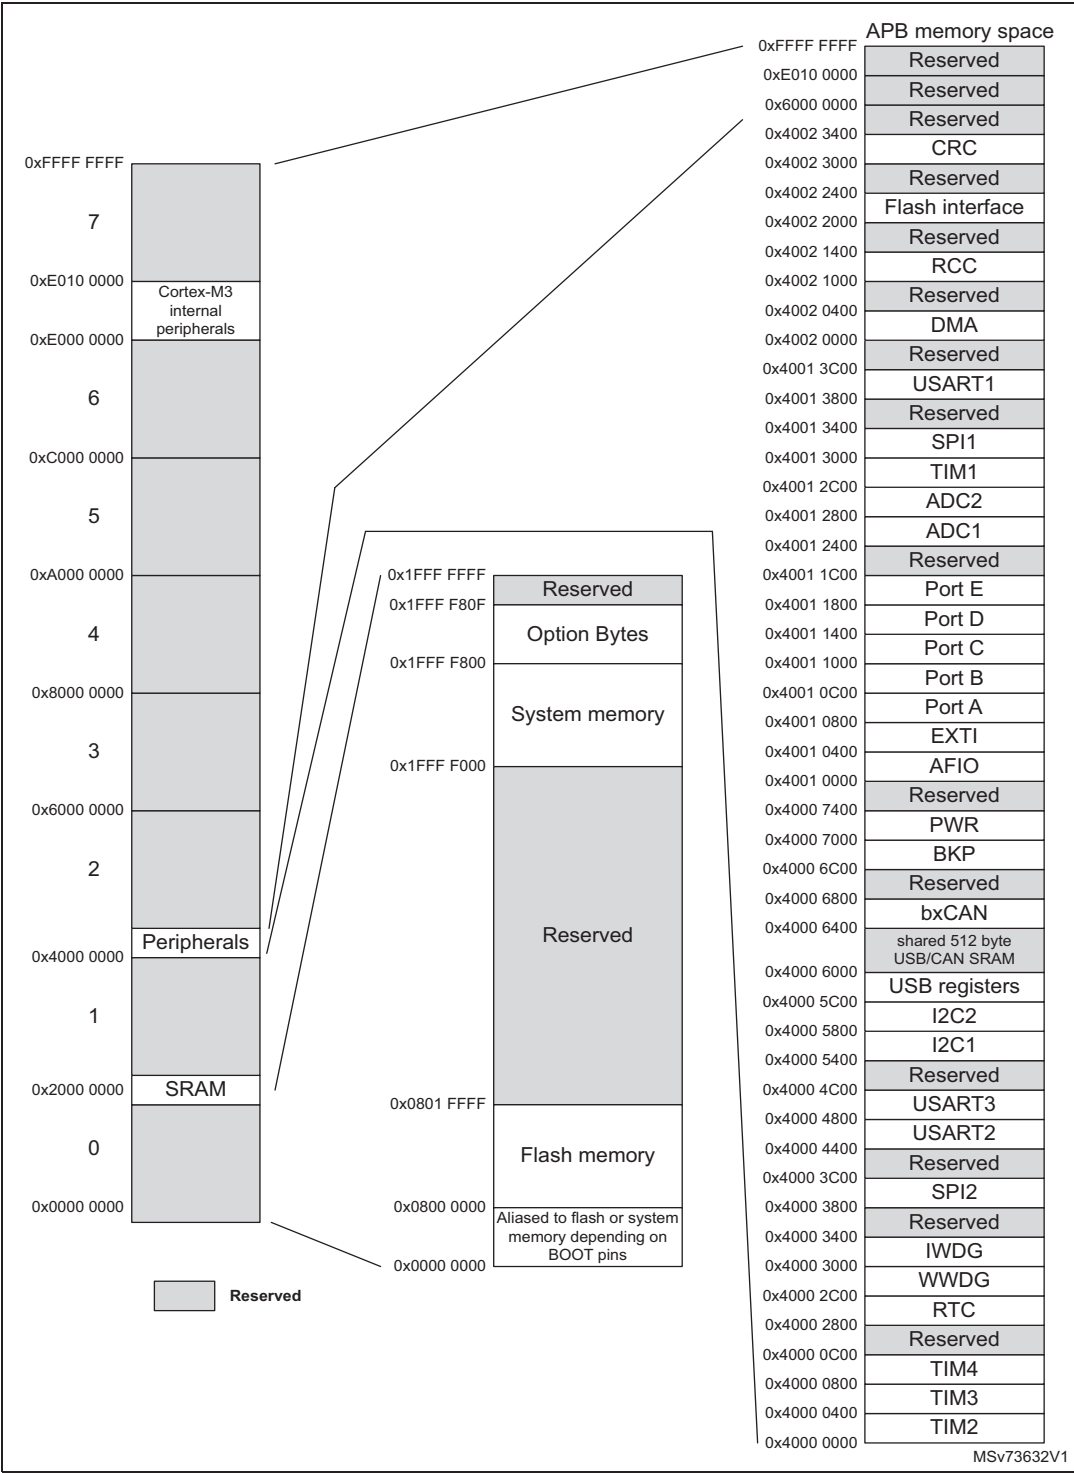 0xFFFF FFFF
7
0xE010 0000
Cortex-M3
internal
peripherals
0xE000 0000
6
0xC000 0000
5
0xA000 0000
4
0x8000 0000
3
0x6000 0000
2
Peripherals
0x4000 0000
1
0x2000 0000
SRAM
0
0x0000 0000
Reserved
0x1FFF FFFF
Reserved
0x1FFF F80F
Option Bytes
0x1FFF F800
System memory
0x1FFF F000
Reserved
0x0801 FFFF
Flash memory
0x0800 0000
Aliased to flash or system
memory depending on
BOOT pins
0x0000 0000
APB memory space
0xFFFF FFFF
Reserved
0xE010 0000
Reserved
0x6000 0000
Reserved
0x4002 3400
CRC
0x4002 3000
Reserved
0x4002 2400
Flash interface
0x4002 2000
Reserved
0x4002 1400
RCC
0x4002 1000
Reserved
0x4002 0400
DMA
0x4002 0000
Reserved
0x4001 3C00
USART1
0x4001 3800
Reserved
0x4001 3400
SPI1
0x4001 3000
TIM1
0x4001 2C00
ADC2
0x4001 2800
ADC1
0x4001 2400
Reserved
0x4001 1C00
Port E
0x4001 1800
Port D
0x4001 1400
Port C
0x4001 1000
Port B
0x4001 0C00
Port A
0x4001 0800
EXTI
0x4001 0400
AFIO
0x4001 0000
Reserved
0x4000 7400
PWR
0x4000 7000
BKP
0x4000 6C00
Reserved
0x4000 6800
bxCAN
0x4000 6400
shared 512 byte
USB/CAN SRAM
0x4000 6000
USB registers
0x4000 5C00
I2C2
0x4000 5800
I2C1
0x4000 5400
Reserved
0x4000 4C00
USART3
0x4000 4800
USART2
0x4000 4400
Reserved
0x4000 3C00
SPI2
0x4000 3800
Reserved
0x4000 3400
IWDG
0x4000 3000
WWDG
0x4000 2C00
RTC
0x4000 2800
Reserved
0x4000 0C00
TIM4
0x4000 0800
TIM3
0x4000 0400
TIM2
0x4000 0000
MSv73632V1